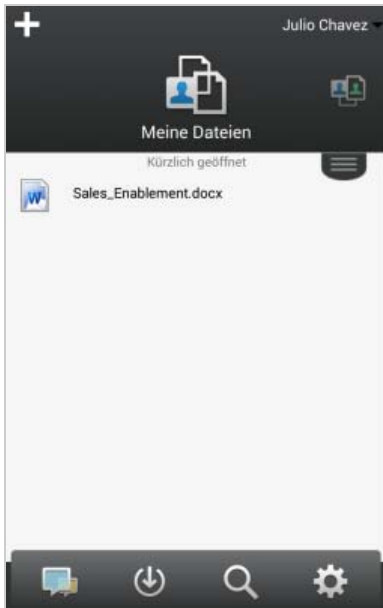 Julio Chavez
Meine Dateien
Kürzlich geöffnet
Sales_Enablement.docx
W